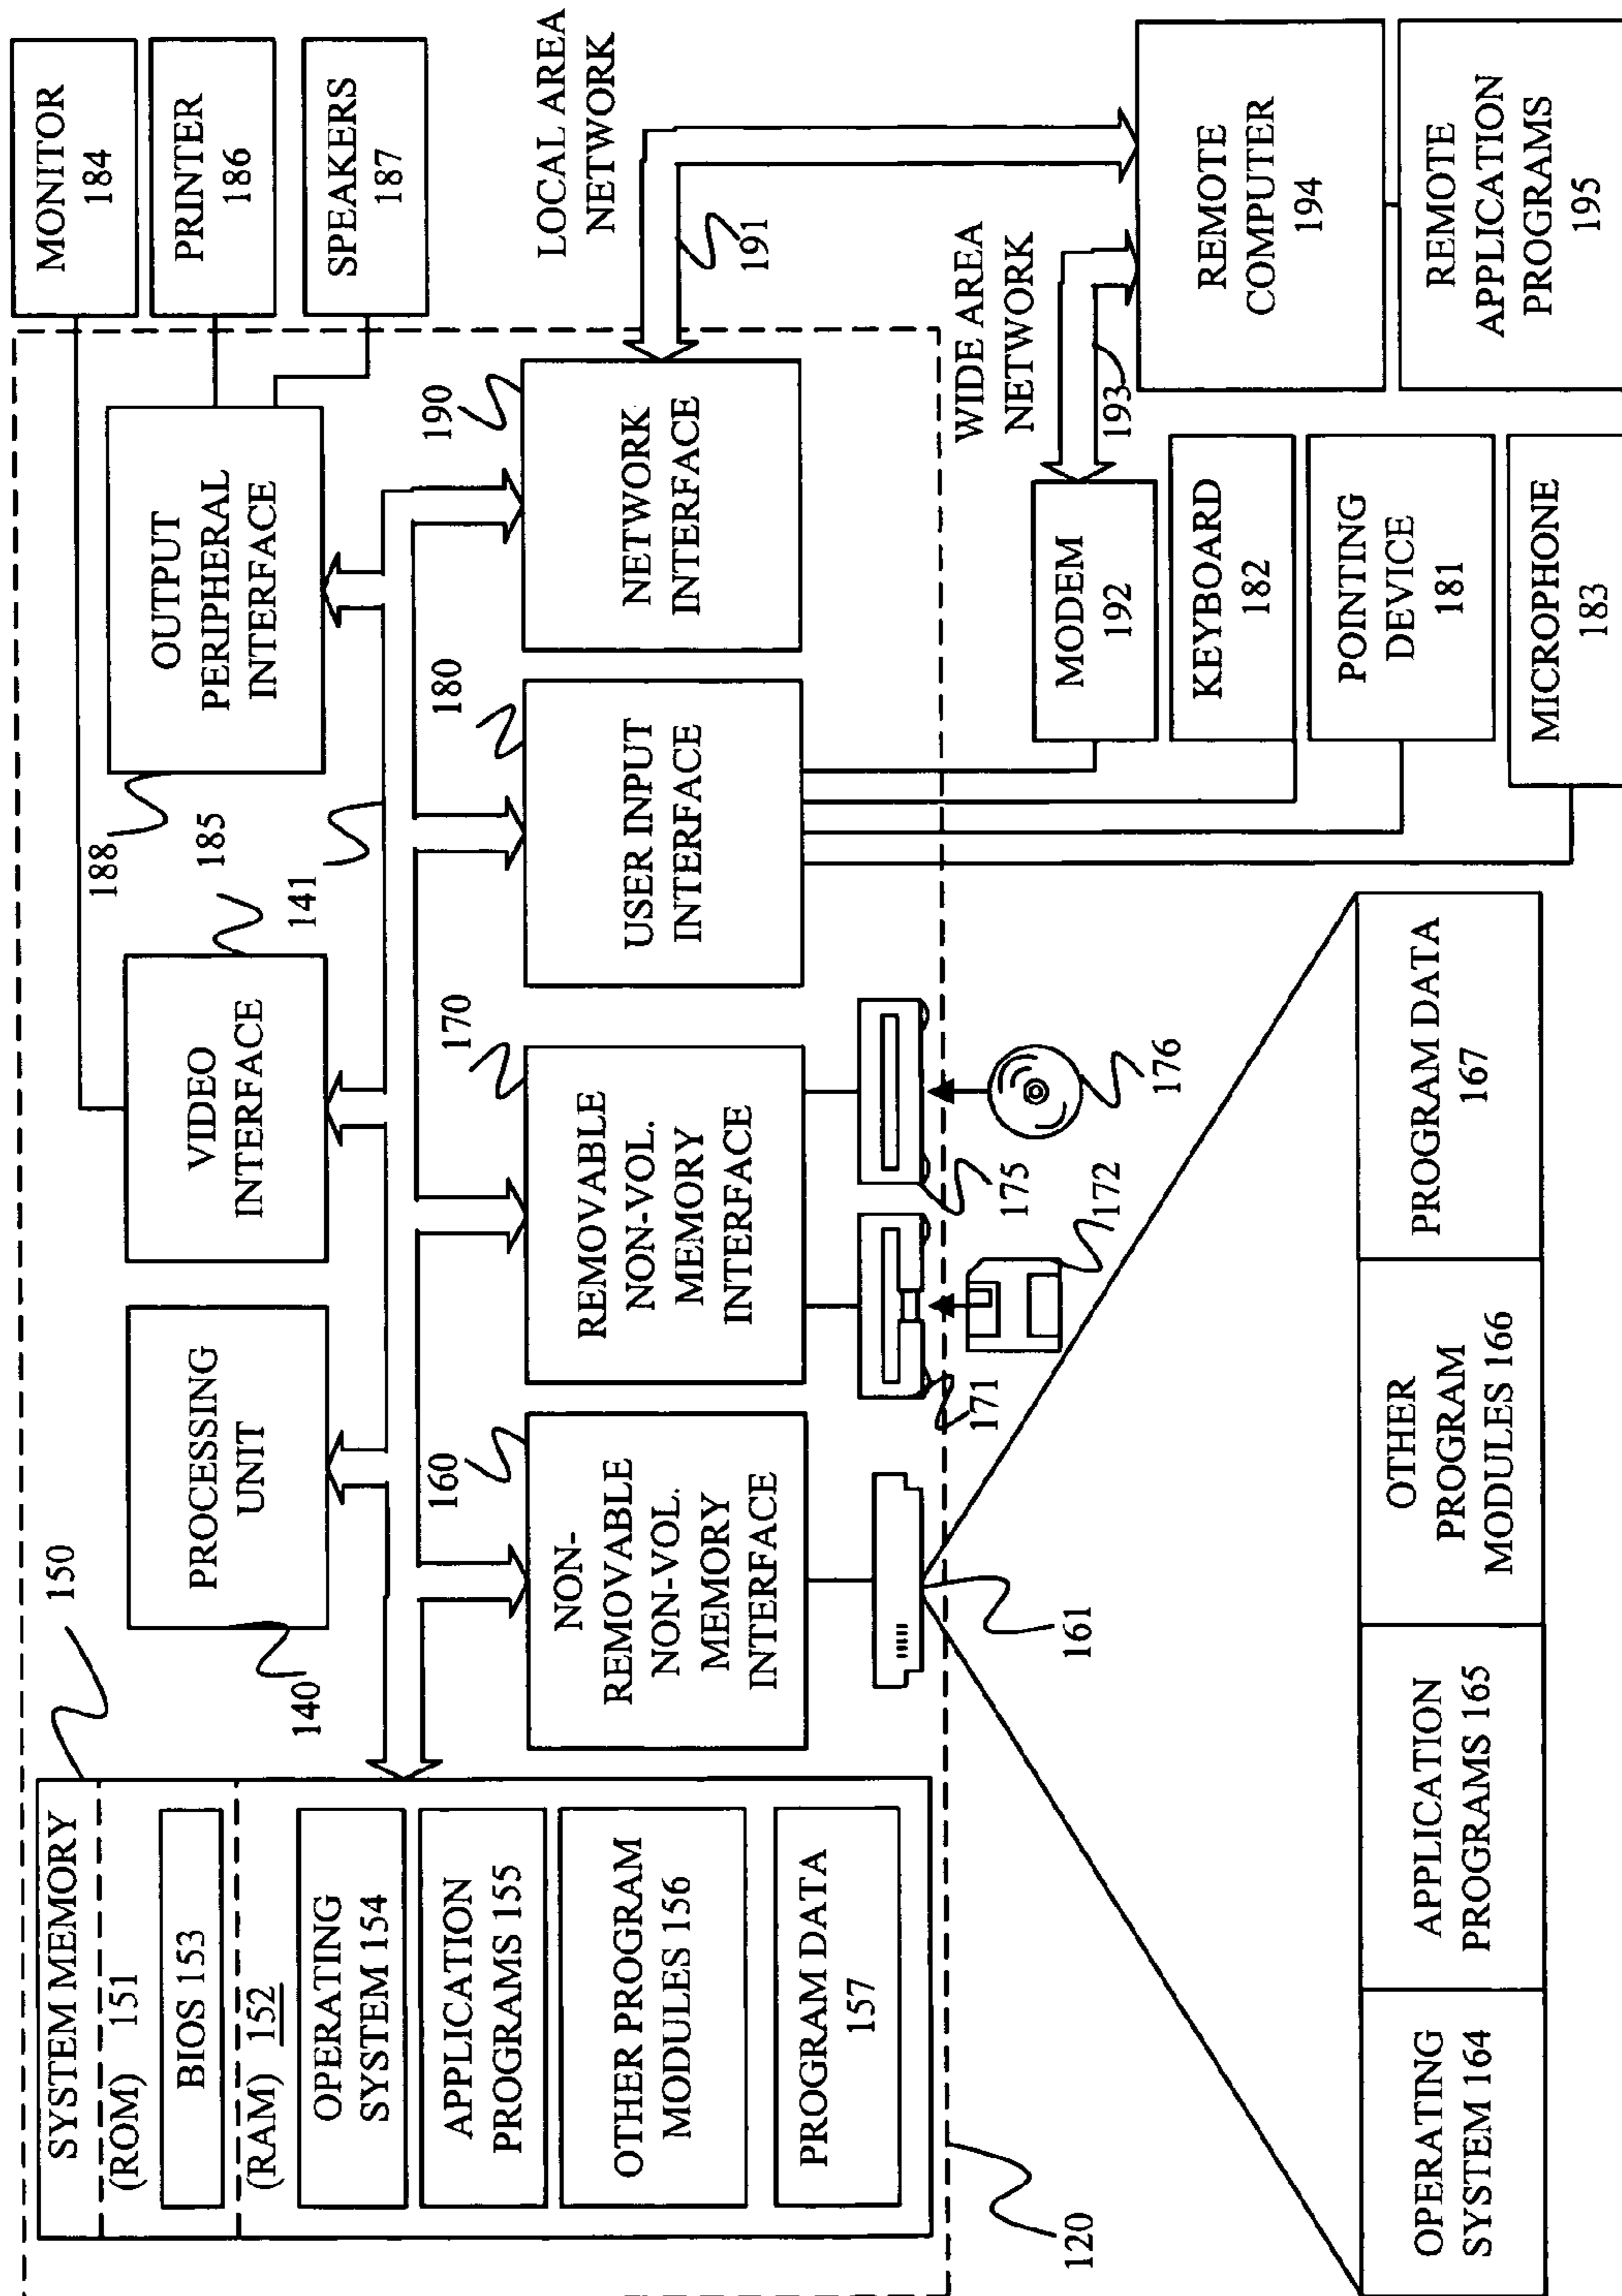 150
SYSTEM MEMORY
(ROM) 151
BIOS 153
(RAM) 152
OPERATING
SYSTEM 154
APPLICATION
PROGRAMS 155
OTHER PROGRAM
MODULES 156
PROGRAM DATA
157
PROCESSING
UNIT
140
VIDEO
INTERFACE
185
188
141
OUTPUT
PERIPHERAL
INTERFACE
MONITOR
184
PRINTER
186
SPEAKERS
187
160
NON-
REMOVABLE
NON-VOL.
MEMORY
INTERFACE
170
REMOVABLE
NON-VOL.
MEMORY
INTERFACE
180
USER INPUT
INTERFACE
190
NETWORK
INTERFACE
LOCAL AREA
NETWORK
191
120
161
171
172
175
176
WIDE AREA
NETWORK
193
MODEM
192
KEYBOARD
182
POINTING
DEVICE
181
MICROPHONE
183
REMOTE
COMPUTER
194
REMOTE
APPLICATION
PROGRAMS
195
OPERATING
SYSTEM 164
APPLICATION
PROGRAMS 165
OTHER
PROGRAM
MODULES 166
PROGRAM DATA
167